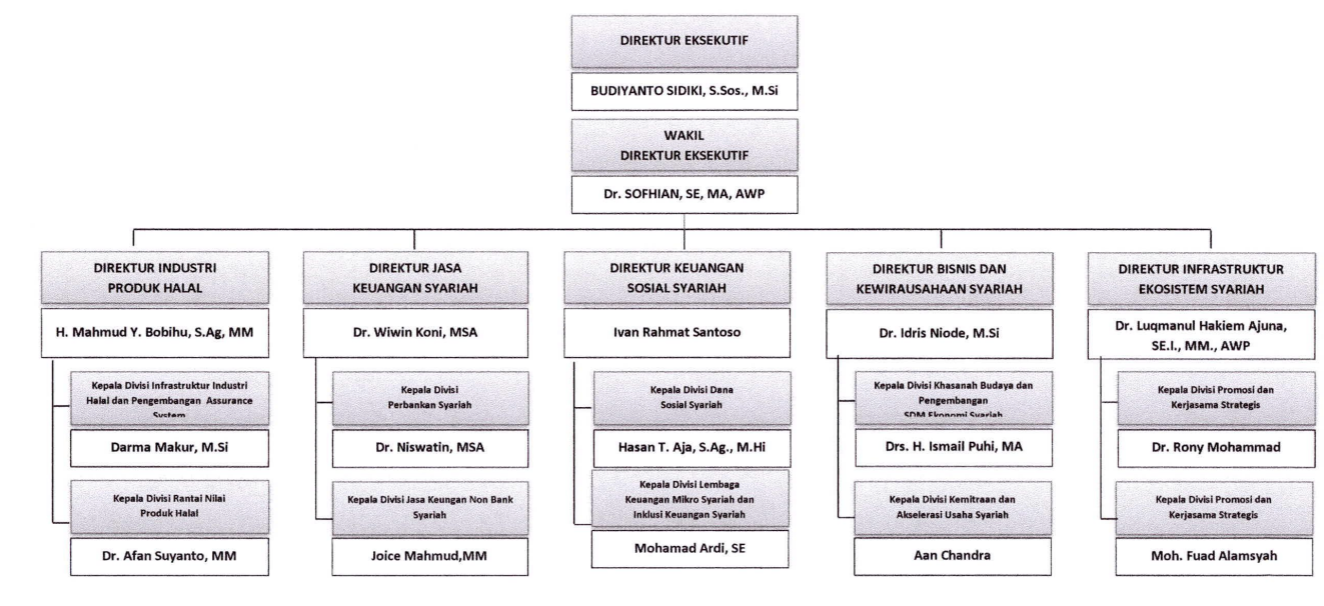 DIREKTUR EKSEKUTIF
BUDIYANTO SIDIKI, S.Sos., M.Si
WAKIL
DIREKTUR EKSEKUTIF
Dr. SOFHIAN, SE, MA, AWP
DIREKTUR INDUSTRI
PRODUK HALAL
H. Mahmud Y. Bobihu, S.Ag, MM
Kepala Divisi Infrastruktur Industri
Halal dan Pengembangan Assurance
System
Darma Makur, M.Si
Kepala Divisi Rantai Nilai
Produk Halal
Dr. Afan Suyanto, MM
DIREKTUR JASA
KEUANGAN SYARIAH
Dr. Wiwin Koni, MSA
Kepala Divisi
Perbankan Syariah
Dr. Niswatin, MSA
Kepala Divisi Jasa Keungan Non Bank
Syariah
Joice Mahmud,MM
DIREKTUR KEUANGAN
SOSIAL SYARIAH
Ivan Rahmat Santoso
Kepala Divisi Dana
Sosial Syariah
Hasan T. Aja, S.Ag., M.Hi
Kepala Divisi Lembaga
Keuangan Mikro Syariah dan
Inklusi Keuangan Syariah
Mohamad Ardi, SE
DIREKTUR BISNIS DAN
KEWIRAUSAHAAN SYARIAH
Dr. Idris Niode, M.Si
Kepala Divisi Khasanah Budaya dan
Pengembangan
SDM Ekonomi Syariah
Drs. H. Ismail Puhi, MA
Kepala Divisi Kemitraan dan
Akselerasi Usaha Syariah
Aan Chandra
DIREKTUR INFRASTRUKTUR
EKOSISTEM SYARIAH
Dr. Luqmanul Hakiem Ajuna,
SE.I., MM., AWP
Kepala Divisi Promosi dan
Kerjasama Strategis
Dr. Rony Mohammad
Kepala Divisi Promosi dan
Kerjasama Strategis
Moh. Fuad Alamsyah